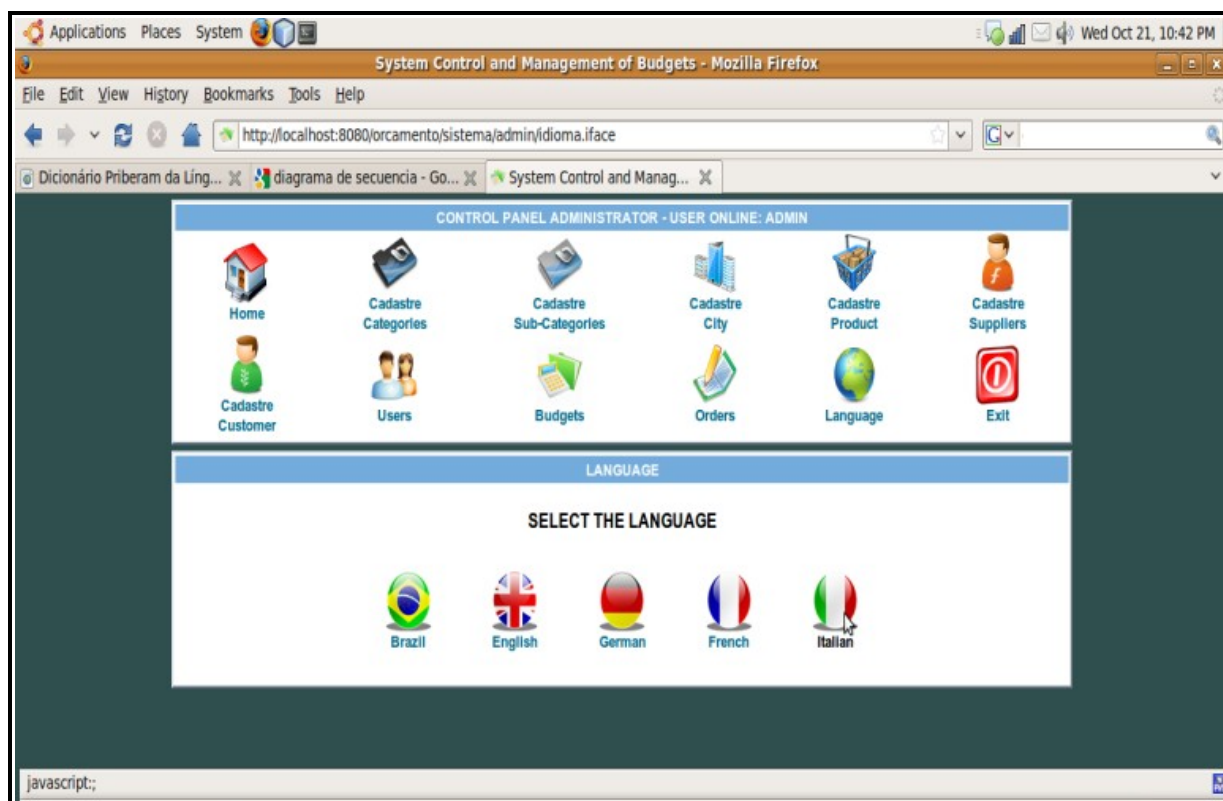 Applications Places System Wed Oct 21, 10:42 PM
System Control and Management of Budgets - Mozilla Firefox
File Edit View History Bookmarks Tools Help
http://localhost:8080/orcamento/sistema/admin/idioma.iface
Dicionário Priberam da Líng... diagrama de secuencia - Go... System Control and Manag...
CONTROL PANEL ADMINISTRATOR - USER ONLINE: ADMIN
Home
Cadastre
Categories
Cadastre
Sub-Categories
Cadastre
City
Cadastre
Product
Cadastre
Suppliers
Cadastre
Customer
Users
Budgets
Orders
Language
Exit
LANGUAGE
SELECT THE LANGUAGE
Brazil English German French Italian
javascript:;